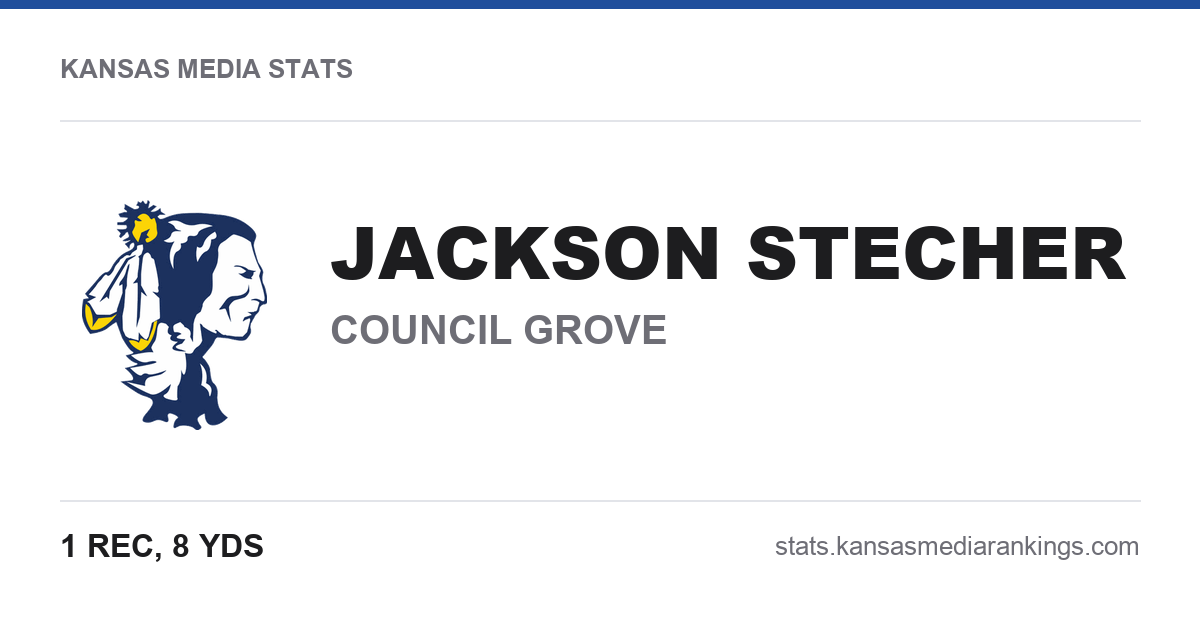 KANSAS MEDIA STATS
JACKSON STECHER
COUNCIL GROVE
1 REC, 8 YDS
stats.kansasmediarankings.com